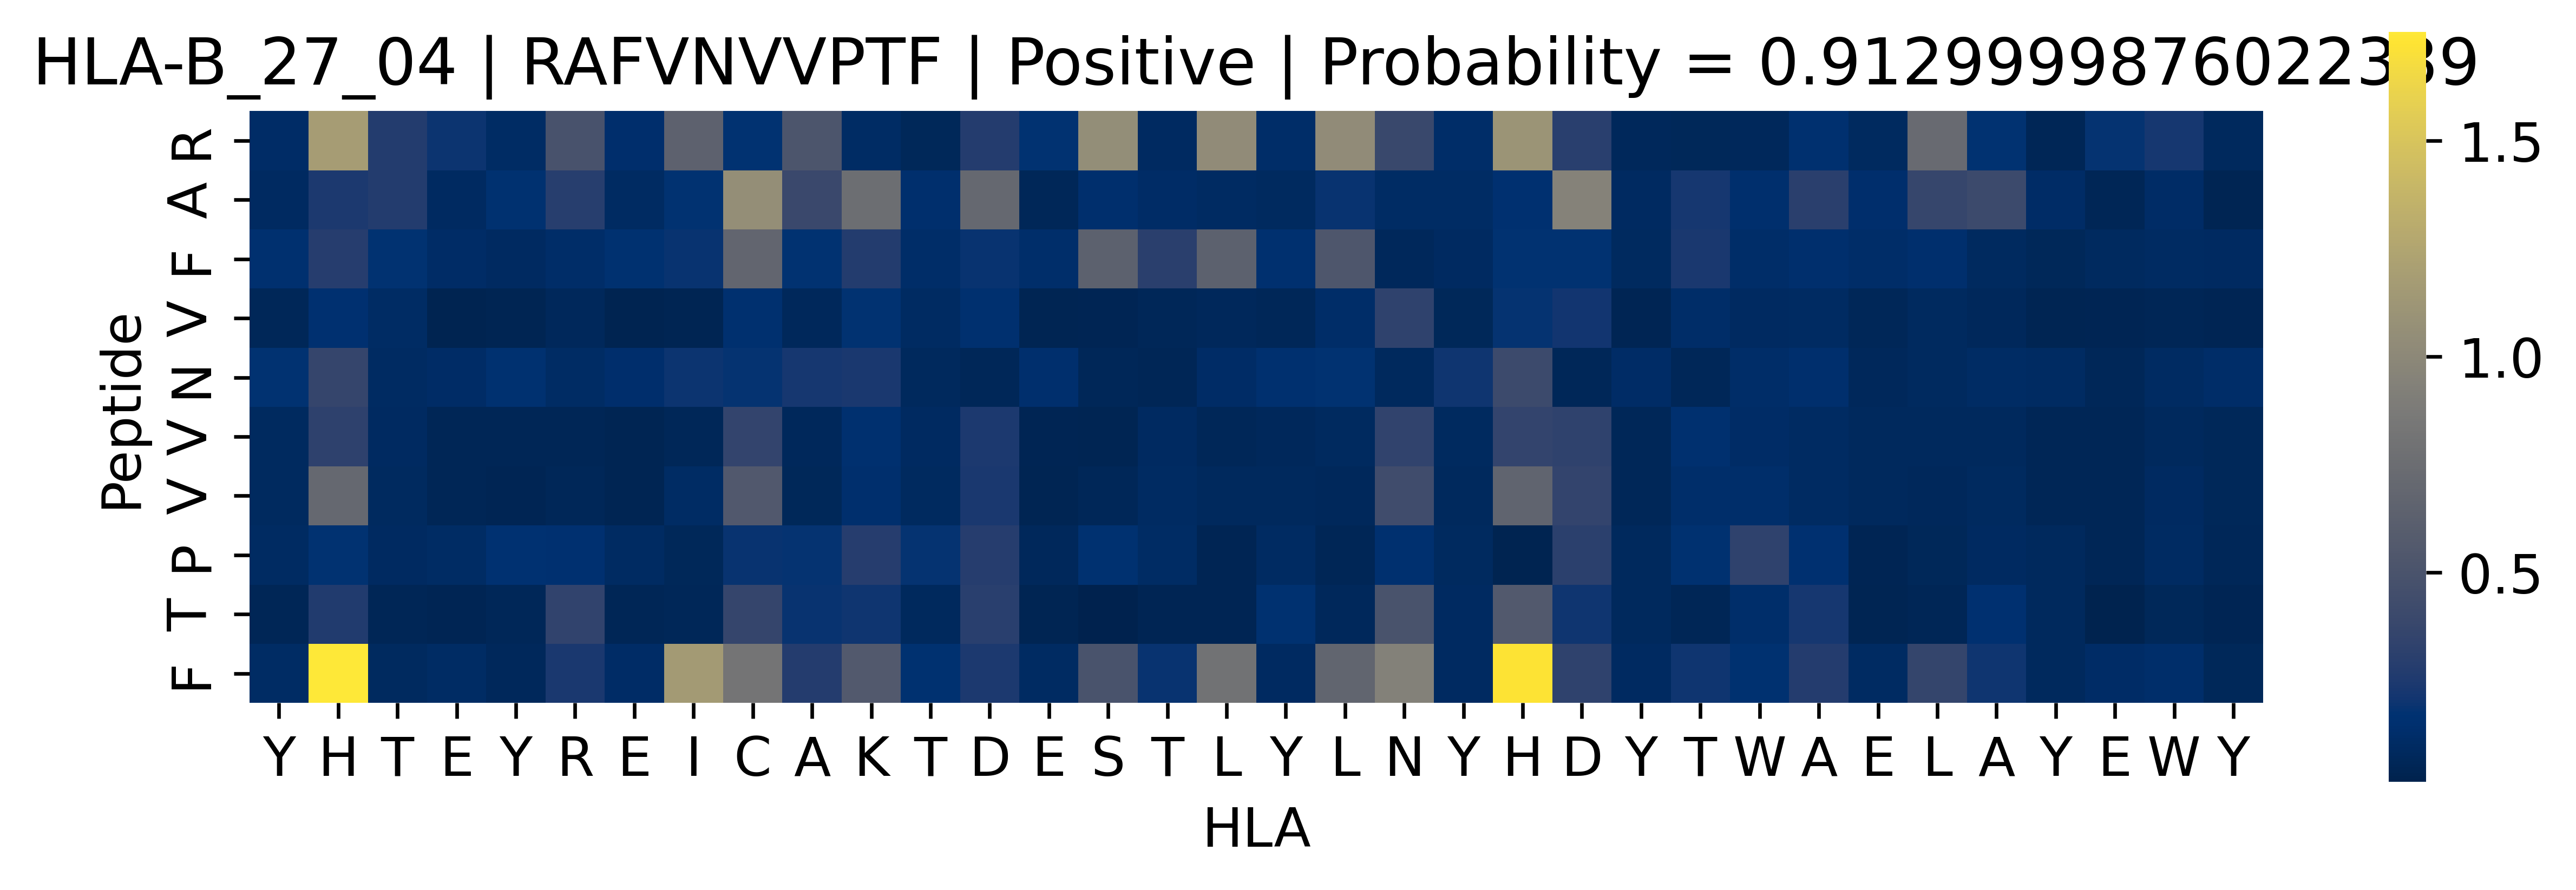 HLA-B_27_04 | RAFVNVVPTF | Positive | Probability = 0.9129999876022339
Peptide
R
A
F
V
N
V
V
P
T
F
Y H T E Y R E I C A K T D E S T L Y L N Y H D Y T W A E L A Y E W Y
HLA
1.5
1.0
0.5